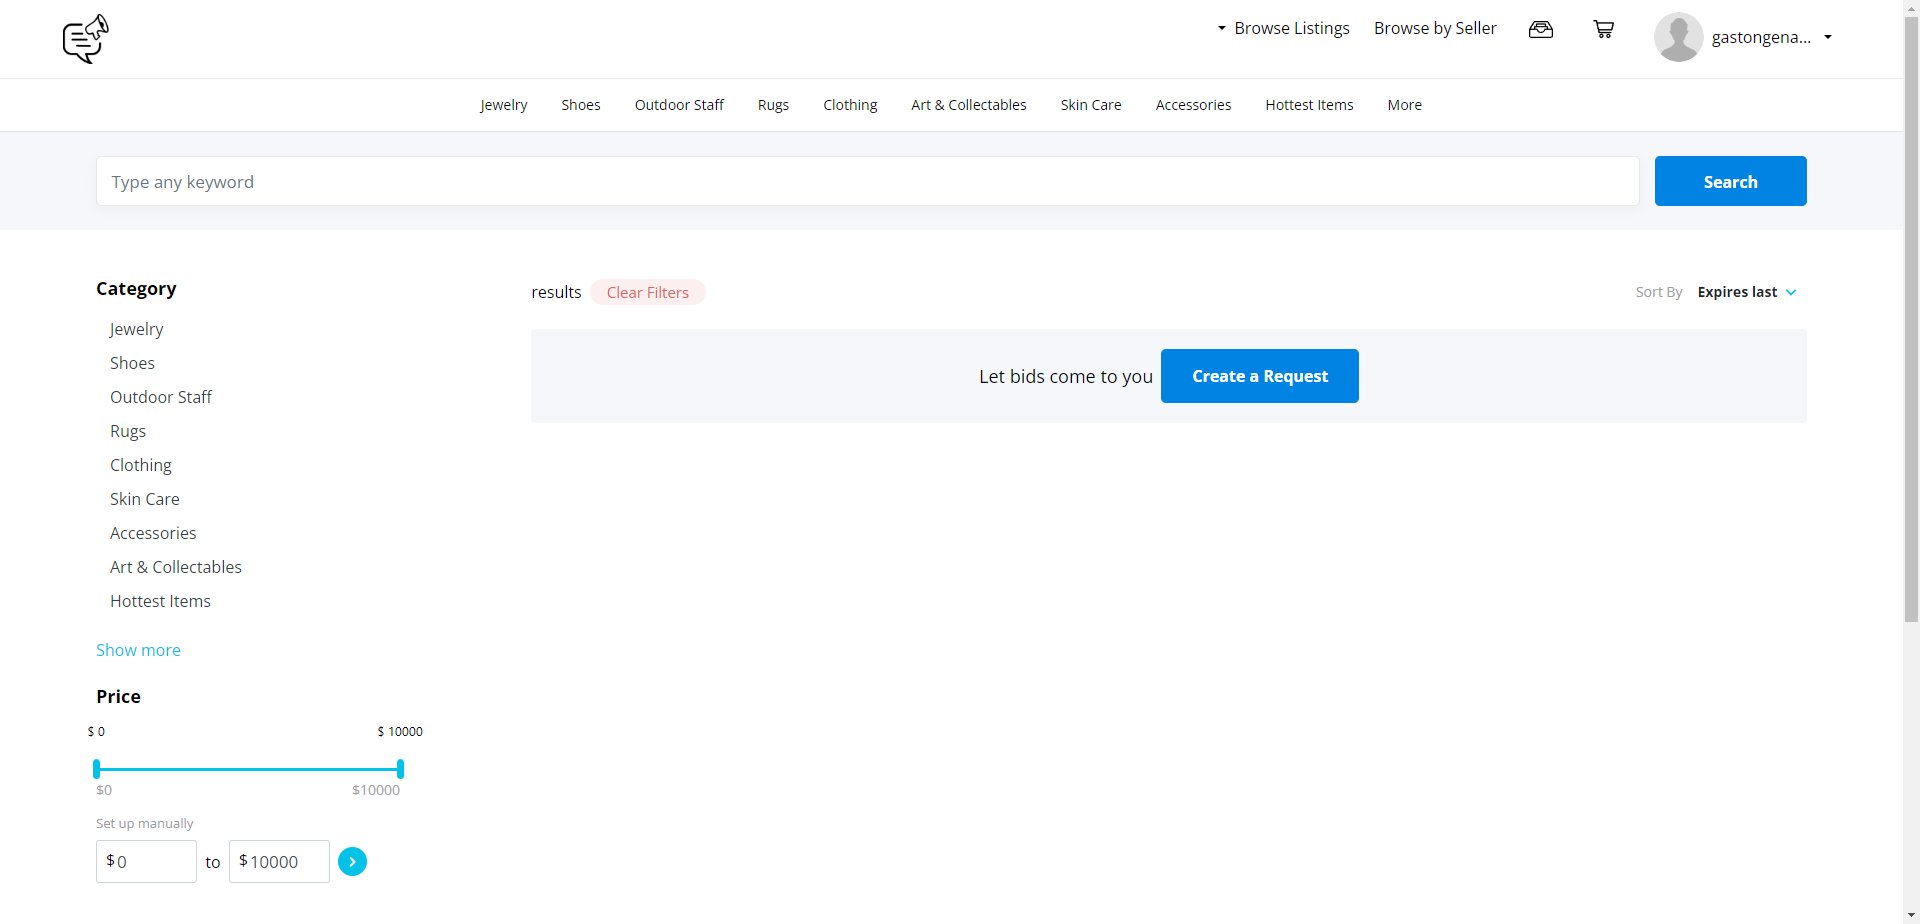 Browse Listings
Browse by Seller
gastongena...
Jewelry
Shoes
Outdoor Staff
Rugs
Clothing
Art & Collectables
Skin Care
Accessories
Hottest Items
More
Type any keyword
Search
Category
Jewelry
Shoes
Outdoor Staff
Rugs
Clothing
Skin Care
Accessories
Art & Collectables
Hottest Items
Show more
Price
$ 0
$ 10000
$0
$10000
Set up manually
$ 0 to $ 10000
results
Clear Filters
Sort By Expires last
Let bids come to you
Create a Request